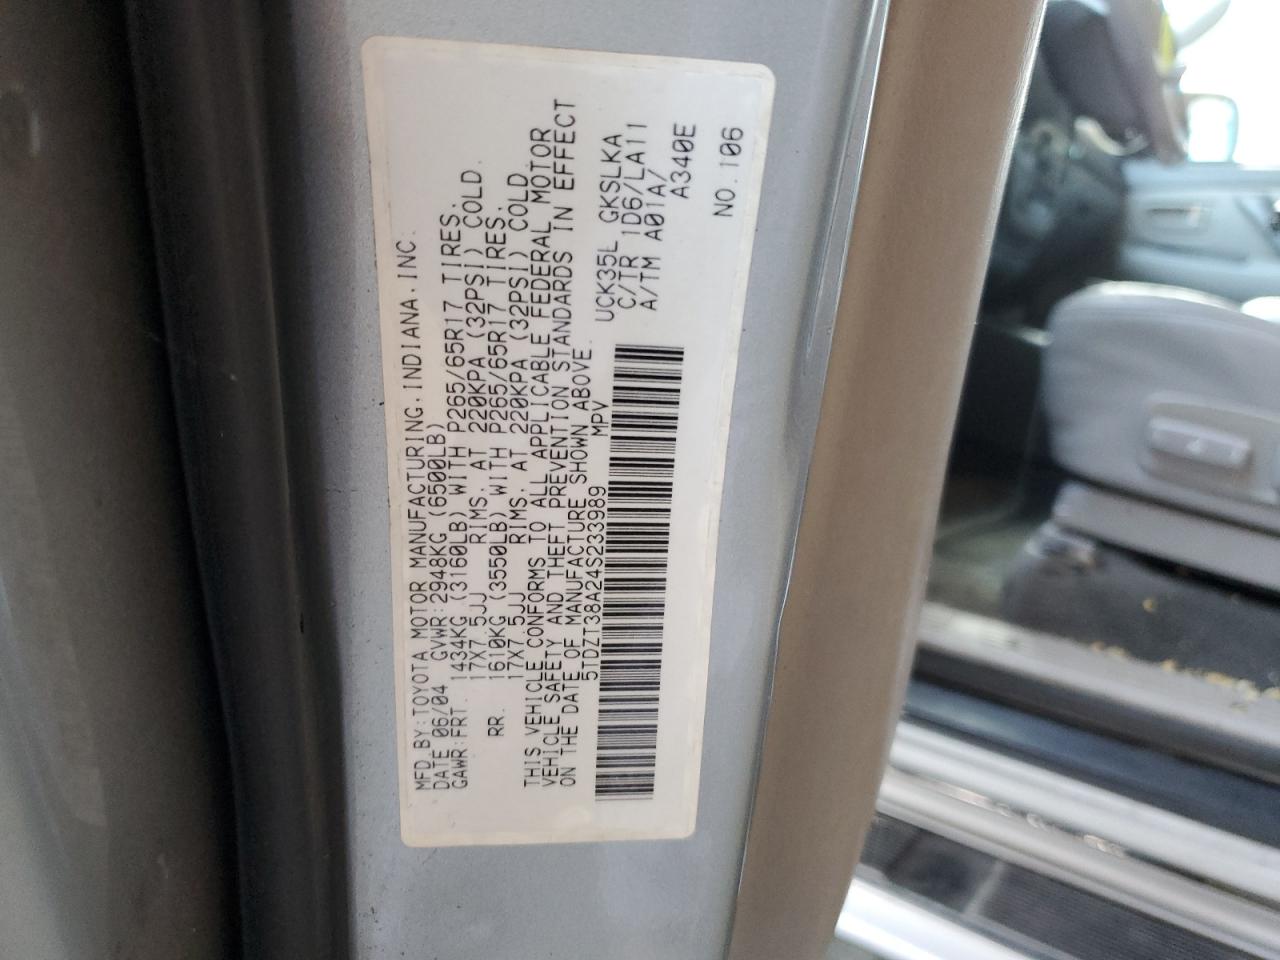 MFD.BY:TOYOTA MOTOR MANUFACTURING,INDIANA,INC.
DATE 06/04 GVWR:2948KG (6500LB)
GAWR:FRT. 1434KG (3160LB) WITH P265/65R17 TIRES.
17X7.5JJ RIMS. AT 220KPA (32PSI) COLD.
RR. 1610KG (3550LB) WITH P265/65R17 TIRES.
17X7.5JJ RIMS. AT 220KPA (32PSI) COLD.
THIS VEHICLE CONFORMS TO ALL APPLICABLE FEDERAL MOTOR
VEHICLE SAFETY AND THEFT PREVENTION STANDARDS IN EFFECT
ON THE DATE OF MANUFACTURE SHOWN ABOVE.
5TDZT38A24S233989 MPV
UCK35L GKSLKA
C/TR 1D6/LA11
A/TM A01A/
A340E
NO.106